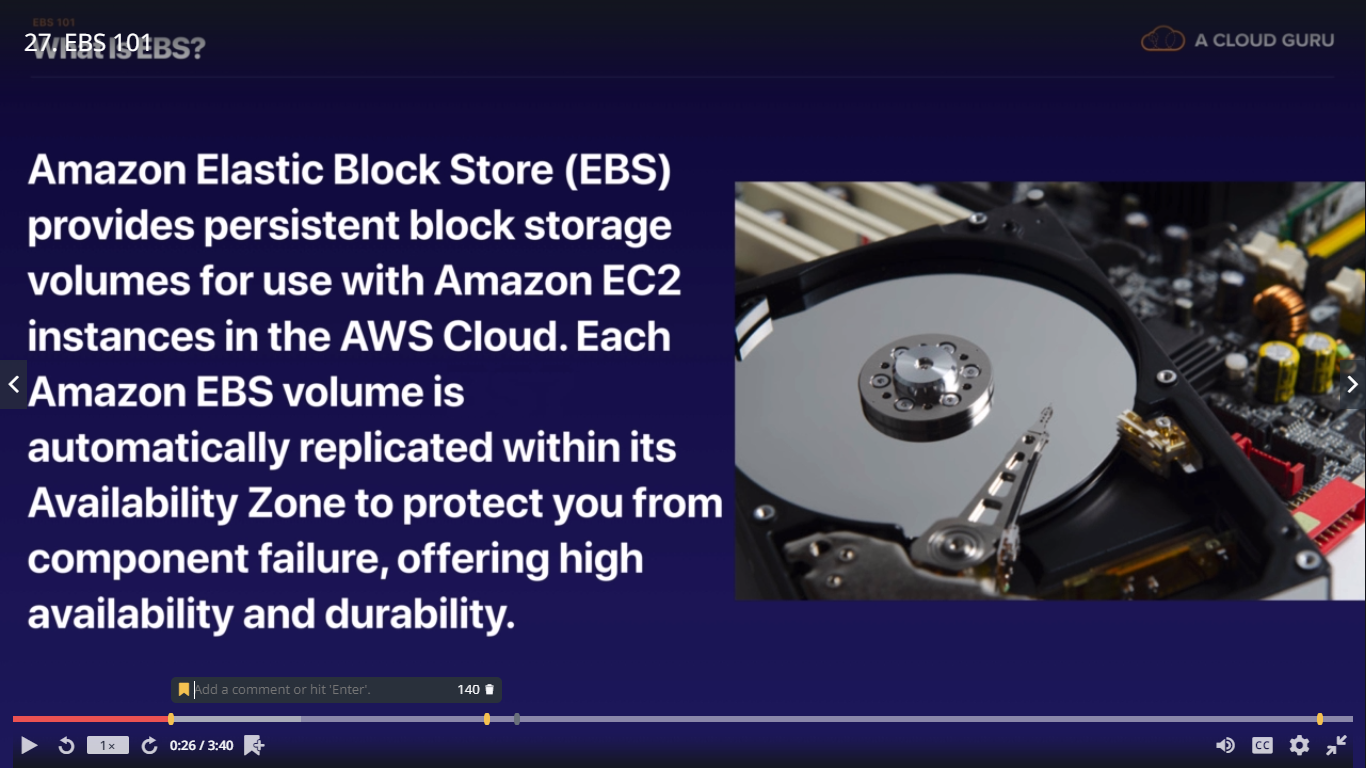 EBS 101
27. EBS 101
What Is EBS?
A CLOUD GURU
Amazon Elastic Block Store (EBS)
provides persistent block storage
volumes for use with Amazon EC2
instances in the AWS Cloud. Each
Amazon EBS volume is
automatically replicated within its
Availability Zone to protect you from
component failure, offering high
availability and durability.
Add a comment or hit 'Enter'.
140
1×
0:26 / 3:40
CC